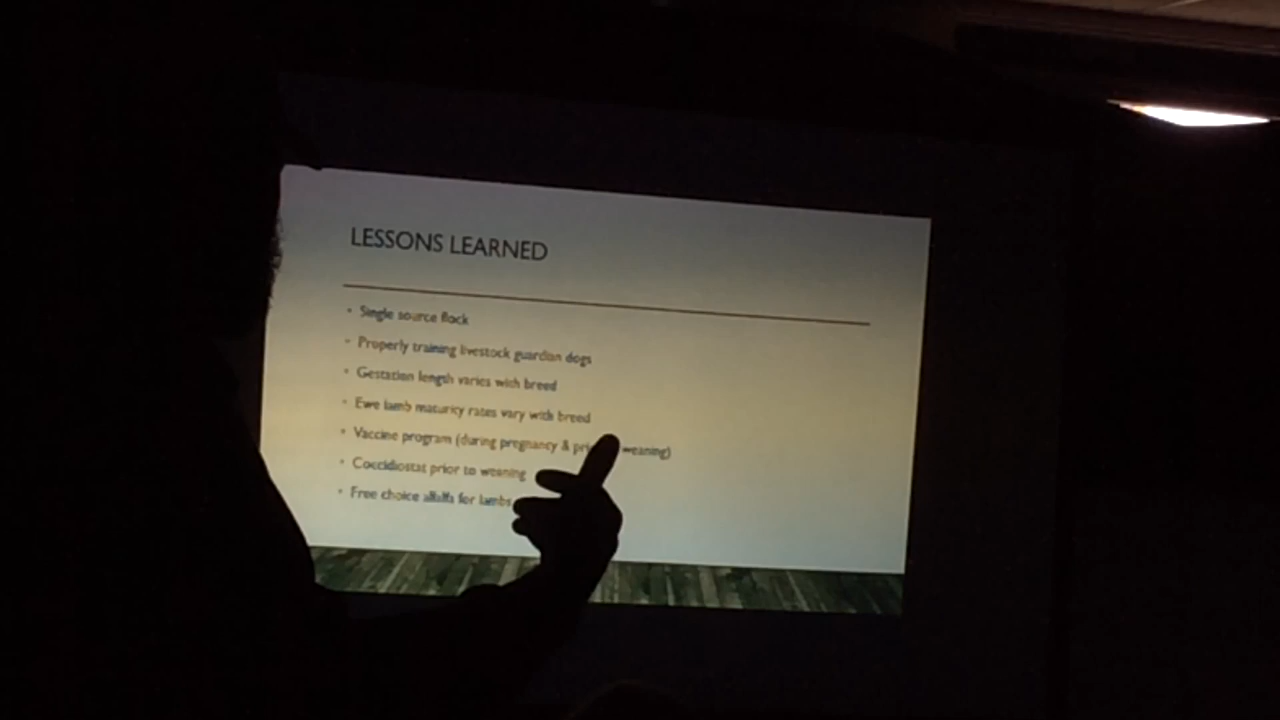 LESSONS LEARNED
• Single source flock
• Properly training livestock guardian dogs
• Gestation length varies with breed
• Ewe lamb maturity rates vary with breed
• Vaccine program (during pregnancy & pri weaning)
• Coccidiostat prior to weaning
• Free choice alfalfa for lambs